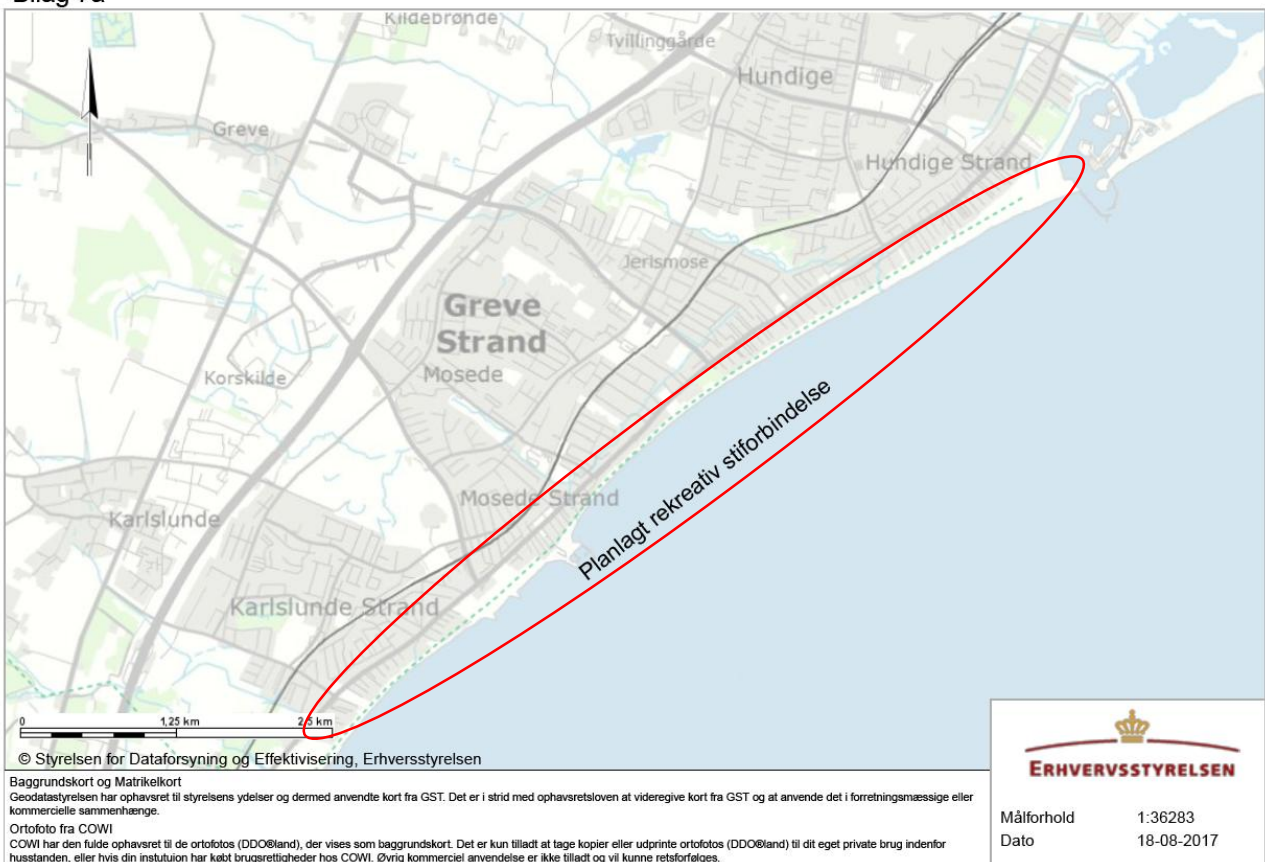 Kildebrønde
Tvillinggårde
Hundige
Greve
Hundige Strand
Jerismose
Greve
Strand
Mosede
Korskilde
Planlagt rekreativ stiforbindelse
Mosede Strand
Karlslunde
Karlslunde Strand
0 1,25 km 2,5 km
© Styrelsen for Dataforsyning og Effektivisering, Erhversstyrelsen
ERHVERVSSTYRELSEN
Målforhold 1:36283
Dato 18-08-2017
Baggrundskort og Matrikelkort
Geodatastyrelsen har ophavsret til styrelsens ydelser og dermed anvendte kort fra GST. Det er i strid med ophavsretsloven at videregive kort fra GST og at anvende det i forretningsmæssige eller
kommercielle sammenhænge.
Ortofoto fra COWI
COWI har den fulde ophavsret til de ortofotos (DDO®land), der vises som baggrundskort. Det er kun tilladt at tage kopier eller udprinte ortofotos (DDO®land) til dit eget private brug indenfor
husstanden, eller hvis din instutuion har købt brugsrettigheder hos COWI. Øvrig kommerciel anvendelse er ikke tilladt og vil kunne retsforfølges.